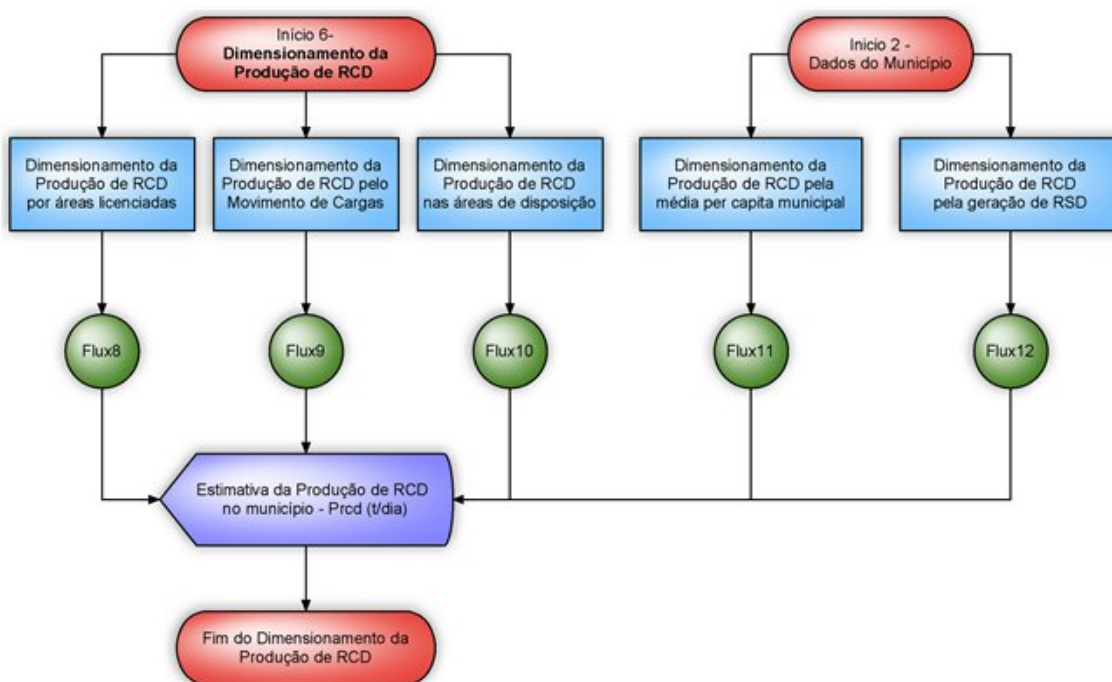 Início 6-
Dimensionamento da
Produção de RCD
Inicio 2 -
Dados do Município
Dimensionamento da
Produção de RCD
por áreas licenciadas
Dimensionamento da
Produção de RCD pelo
Movimento de Cargas
Dimensionamento da
Produção de RCD
nas áreas de disposição
Dimensionamento da
Produção de RCD pela
média per capita municipal
Dimensionamento da
Produção de RCD
pela geração de RSD
Flux8
Flux9
Flux10
Flux11
Flux12
Estimativa da Produção de RCD
no município - Prcd (t/dia)
Fim do Dimensionamento da
Produção de RCD